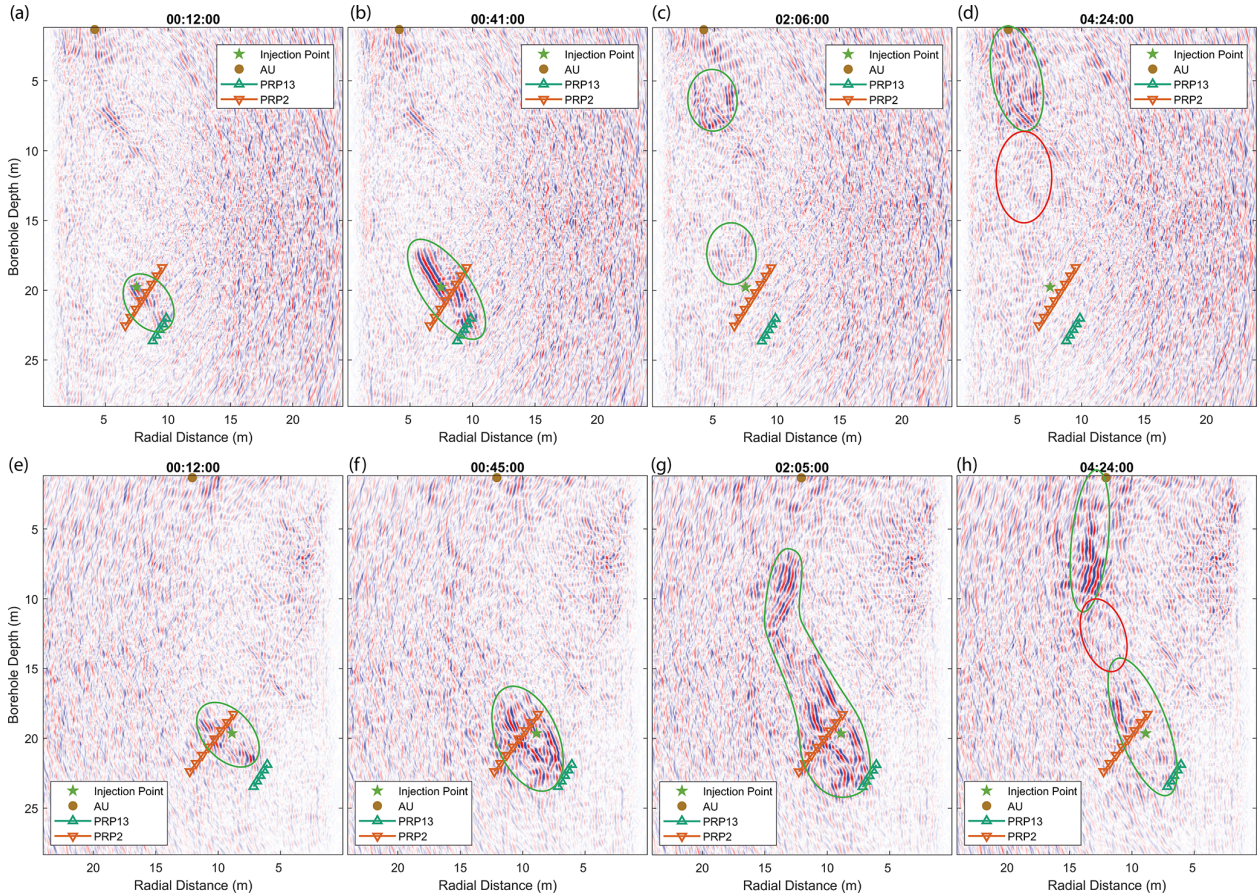 (a) 00:12:00
(b) 00:41:00
(c) 02:06:00
(d) 04:24:00
Injection Point
AU
PRP13
PRP2
Injection Point
AU
PRP13
PRP2
Injection Point
AU
PRP13
PRP2
Injection Point
AU
PRP13
PRP2
Borehole Depth (m)
5
10
15
20
25
5 10 15 20
5 10 15 20
5 10 15 20
5 10 15 20
Radial Distance (m)
Radial Distance (m)
Radial Distance (m)
Radial Distance (m)
(e) 00:12:00
(f) 00:45:00
(g) 02:05:00
(h) 04:24:00
Borehole Depth (m)
5
10
15
20
25
Injection Point
AU
PRP13
PRP2
Injection Point
AU
PRP13
PRP2
Injection Point
AU
PRP13
PRP2
Injection Point
AU
PRP13
PRP2
20 15 10 5
20 15 10 5
20 15 10 5
20 15 10 5
Radial Distance (m)
Radial Distance (m)
Radial Distance (m)
Radial Distance (m)